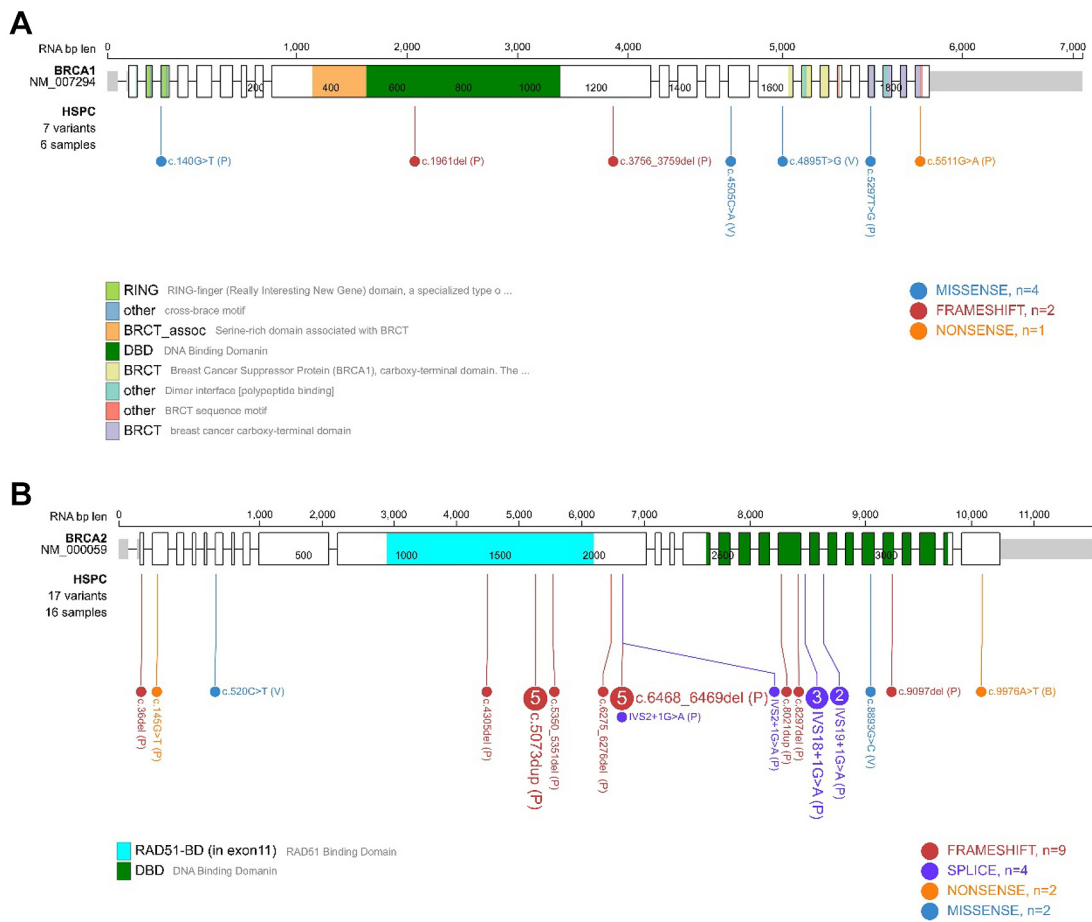 A
RNA bp len 0 1,000 2,000 3,000 4,000 5,000 6,000 7,000
BRCA1
NM_007294
200 400 600 800 1000 1200 1400 1600 1800
HSPC
7 variants
6 samples
c.140G>T (P) c.1961del (P) c.3756_3759del (P) c.4505C>A (V) c.4895T>G (V) c.5297T>G (P) c.5511G>A (P)
RING RING-finger (Really Interesting New Gene) domain, a specialized type o ...
other cross-brace motif
BRCT_assoc Serine-rich domain associated with BRCT
DBD DNA Binding Domanin
BRCT Breast Cancer Suppressor Protein (BRCA1), carboxy-terminal domain. The ...
other Dimer interface [polypeptide binding]
other BRCT sequence motif
BRCT breast cancer carboxy-terminal domain
MISSENSE, n=4
FRAMESHIFT, n=2
NONSENSE, n=1
B
RNA bp len 0 1,000 2,000 3,000 4,000 5,000 6,000 7,000 8,000 9,000 10,000 11,000
BRCA2
NM_000059
500 1000 1500 2000 2500 3000
HSPC
17 variants
16 samples
c.36del (P) c.145G>T (P) c.520C>T (V) c.4305del (P) 5 c.5073dup (P) c.5350_5351del (P) c.6275_6276del (P) 5 c.6468_6469del (P) IVS2+1G>A (P) IVS2+1G>A (P) c.8021dup (P) c.8297del (P) 3 IVS18+1G>A (P) 2 IVS19+1G>A (P) c.8893G>C (V) c.9097del (P) c.9976A>T (B)
RAD51-BD (in exon11) RAD51 Binding Domain
DBD DNA Binding Domanin
FRAMESHIFT, n=9
SPLICE, n=4
NONSENSE, n=2
MISSENSE, n=2